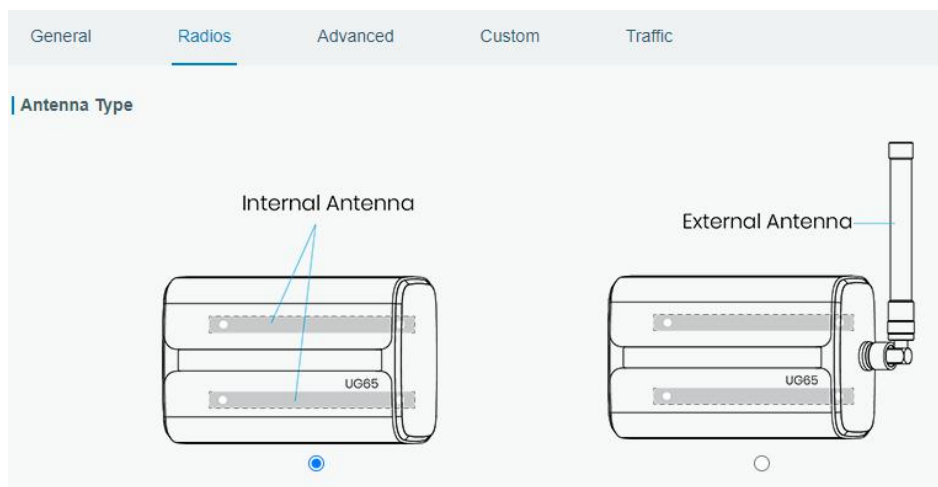 General Radios Advanced Custom Traffic
Antenna Type
Internal Antenna
External Antenna
UG65
UG65